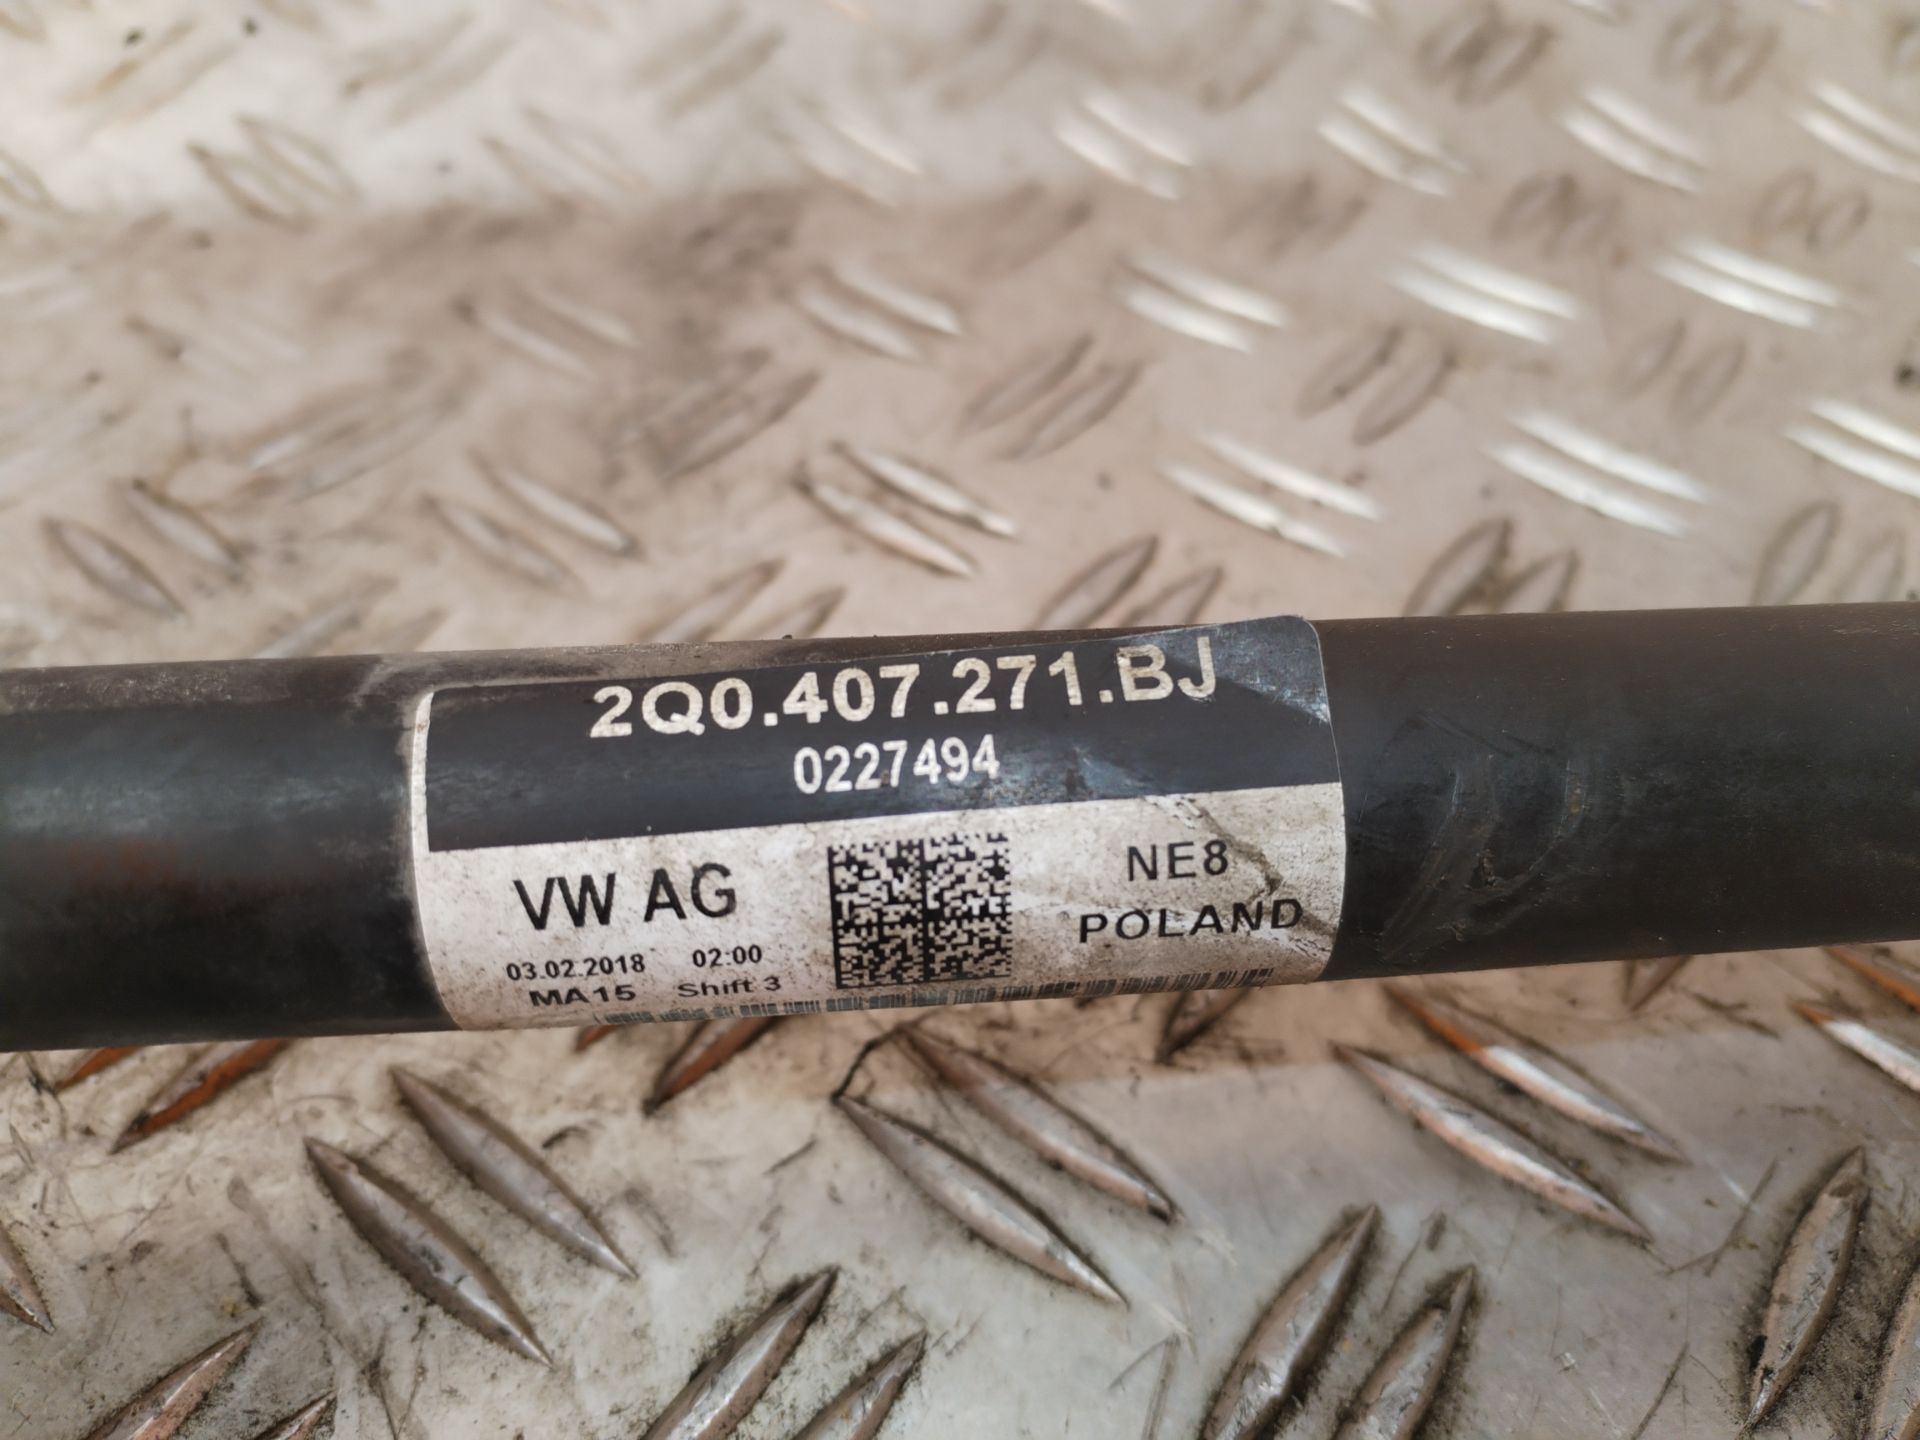 2Q0.407.271.BJ
0227494
VW AG
NE8
POLAND
03.02.2018 02:00
MA15 Shift 3